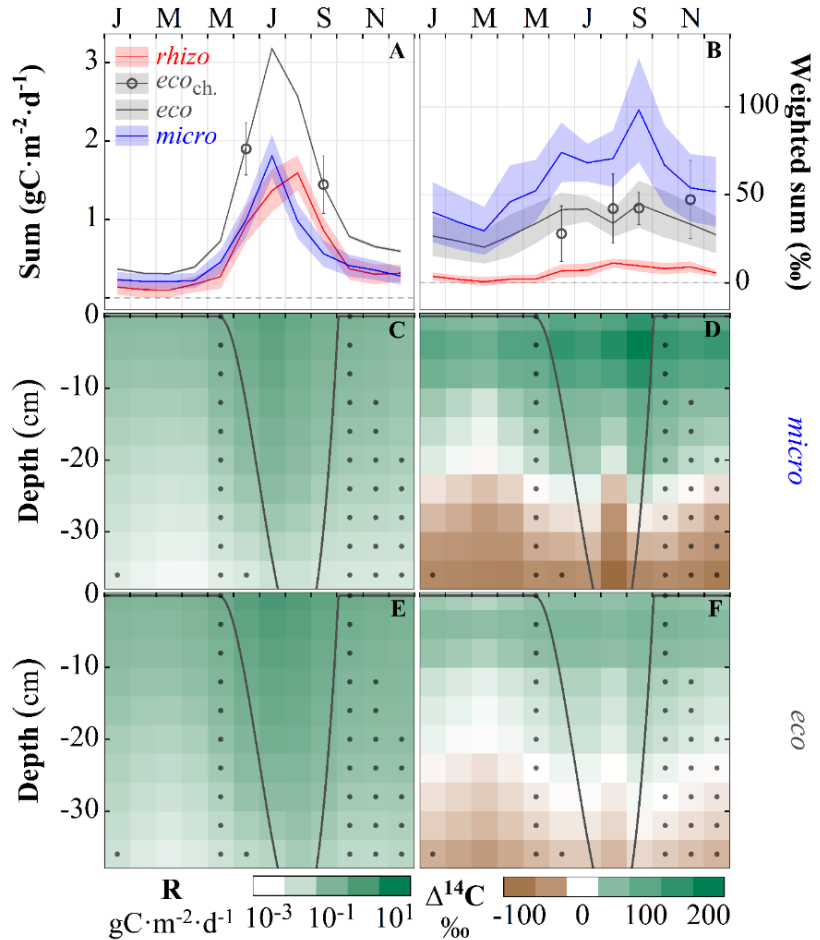 J M M J S N J M M J S N
A
B
rhizo
eco_ch.
eco
micro
3
2
1
0
Sum (gC·m⁻²·d⁻¹)
100
50
0
Weighted sum (‰)
C
D
0
-10
-20
-30
Depth (cm)
micro
E
F
0
-10
-20
-30
Depth (cm)
eco
R
gC·m⁻²·d⁻¹
10⁻³ 10⁻¹ 10¹
Δ¹⁴C
‰
-100 0 100 200